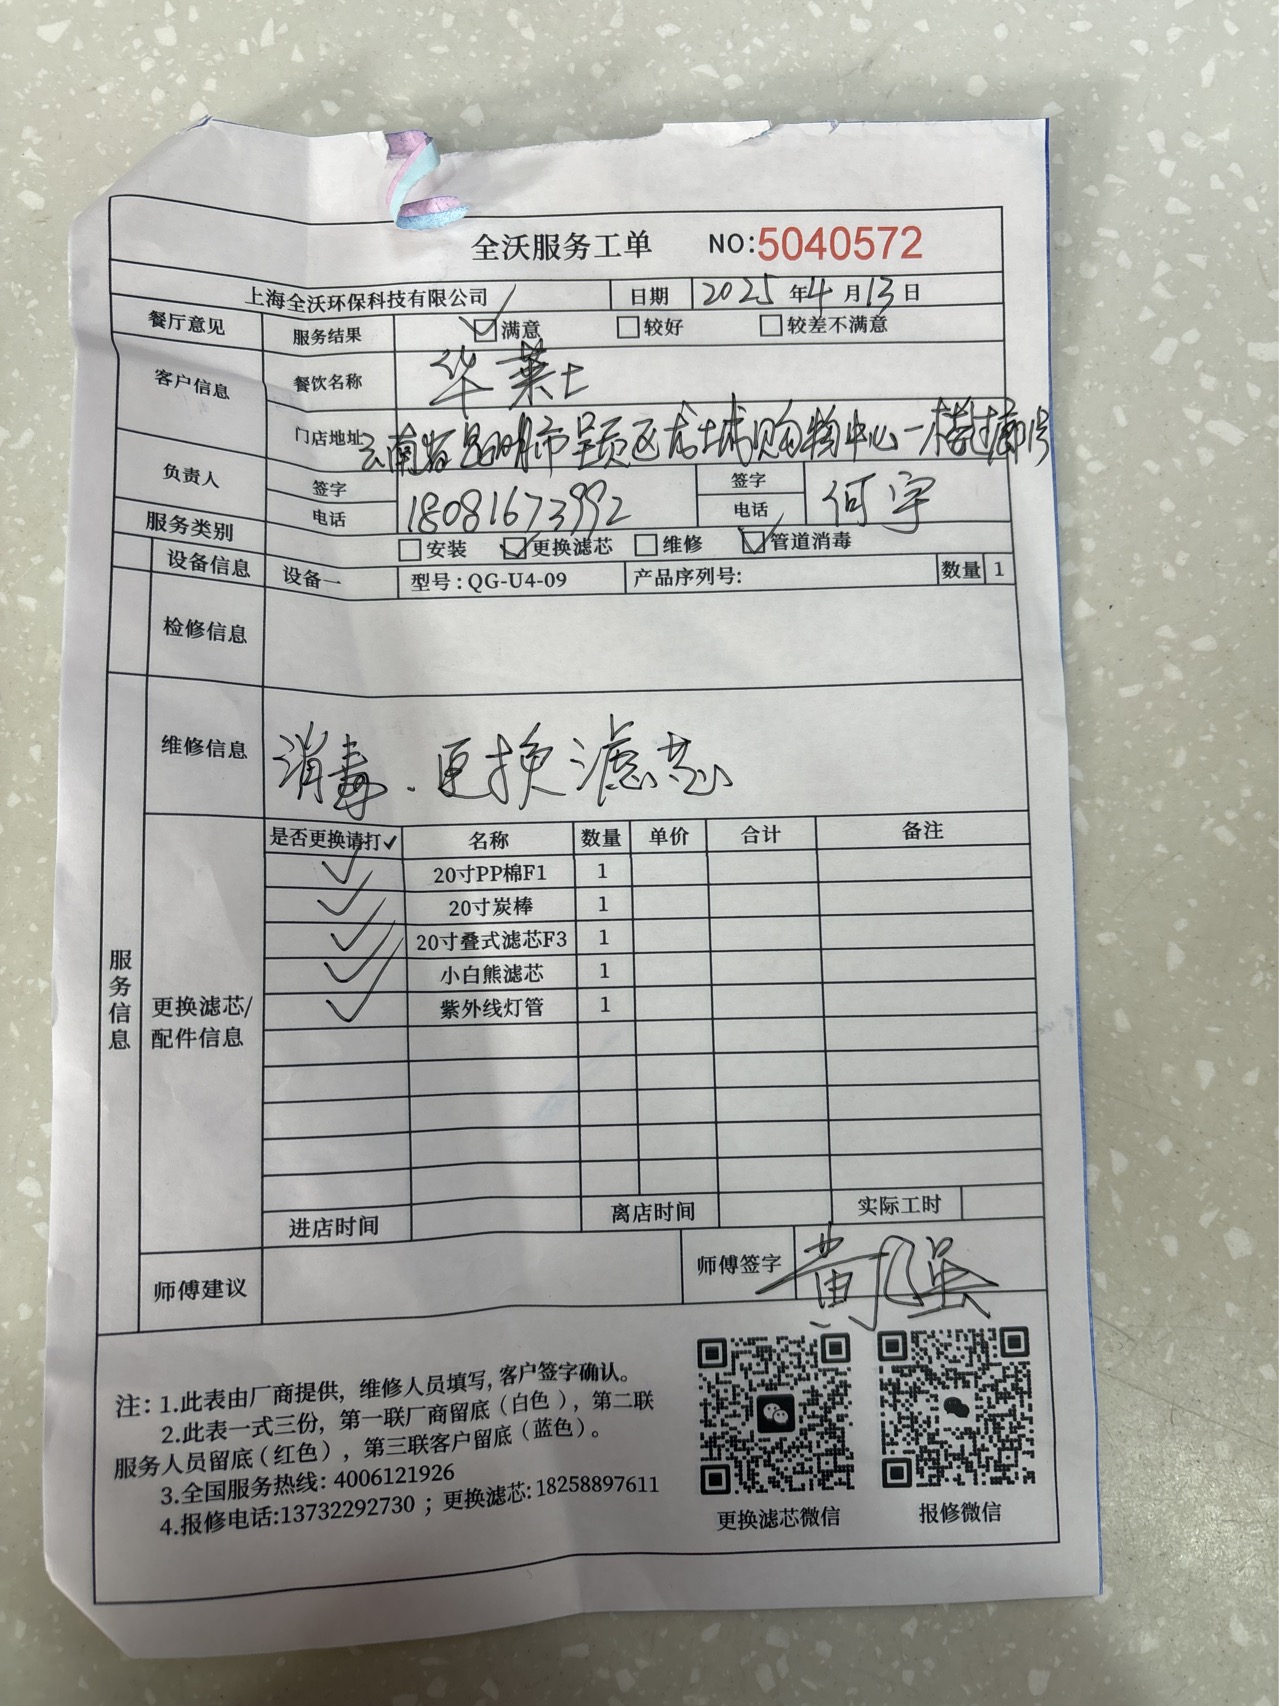 全沃服务工单 NO:5040572
上海全沃环保科技有限公司 日期 2025年4月13日
餐厅意见 服务结果 满意 较好 较差不满意
客户信息 餐饮名称 华莱士
门店地址 云南省昆明市呈贡区龙土城购物中心一楼
负责人 签字 签字
电话 18081673992 电话 何宇
服务类别 安装 更换滤芯 维修 管道消毒
设备信息 设备一 型号:QG-U4-09 产品序列号: 数量 1
检修信息
维修信息 消毒.更换滤芯
服务信息
更换滤芯/
配件信息
是否更换请打✓ 名称 数量 单价 合计 备注
✓ 20寸PP棉F1 1
✓ 20寸炭棒 1
✓ 20寸叠式滤芯F3 1
✓ 小白熊滤芯 1
✓ 紫外线灯管 1
进店时间 离店时间 实际工时
师傅建议 师傅签字 黄 强
注:1.此表由厂商提供,维修人员填写,客户签字确认。
2.此表一式三份,第一联厂商留底(白色),第二联
服务人员留底(红色),第三联客户留底(蓝色)。
3.全国服务热线:4006121926
4.报修电话:13732292730;更换滤芯:18258897611
更换滤芯微信 报修微信